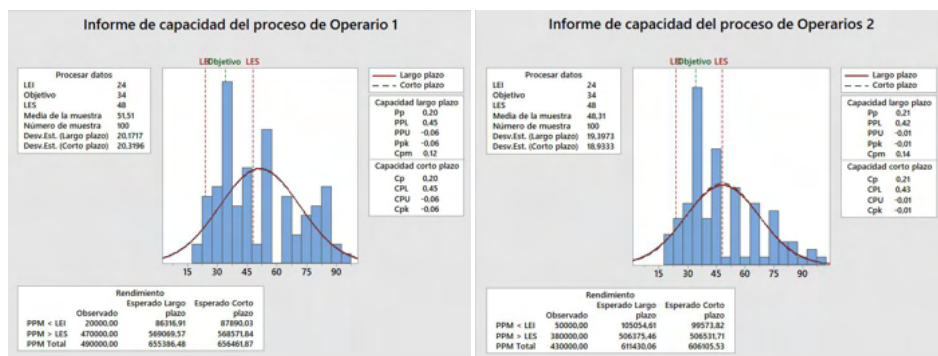 Informe de capacidad del proceso de Operario 1
LEI Objetivo LES
Procesar datos
LEI 24
Objetivo 34
LES 48
Media de la muestra 51,51
Número de muestra 100
Desv.Est. (Largo plazo) 20,1717
Desv.Est. (Corto plazo) 20,3196
Largo plazo
Corto plazo
Capacidad largo plazo
Pp 0,20
PPL 0,45
PPU -0,06
Ppk -0,06
Cpm 0,12
Capacidad corto plazo
Cp 0,20
CPL 0,45
CPU -0,06
Cpk -0,06
15 30 45 60 75 90
Rendimiento
Esperado Largo Esperado Corto
Observado plazo plazo
PPM < LEI 20000,00 86316,91 87890,03
PPM > LES 470000,00 569069,57 568571,84
PPM Total 490000,00 655386,48 656461,87
Informe de capacidad del proceso de Operarios 2
LEI Objetivo LES
Procesar datos
LEI 24
Objetivo 34
LES 48
Media de la muestra 48,31
Número de muestra 100
Desv.Est. (Largo plazo) 19,3973
Desv.Est. (Corto plazo) 18,9333
Largo plazo
Corto plazo
Capacidad largo plazo
Pp 0,21
PPL 0,42
PPU -0,01
Ppk -0,01
Cpm 0,14
Capacidad corto plazo
Cp 0,21
CPL 0,43
CPU -0,01
Cpk -0,01
15 30 45 60 75 90
Rendimiento
Esperado Largo Esperado Corto
Observado plazo plazo
PPM < LEI 50000,00 105054,61 99573,82
PPM > LES 380000,00 506375,46 506531,71
PPM Total 430000,00 611430,06 606105,53